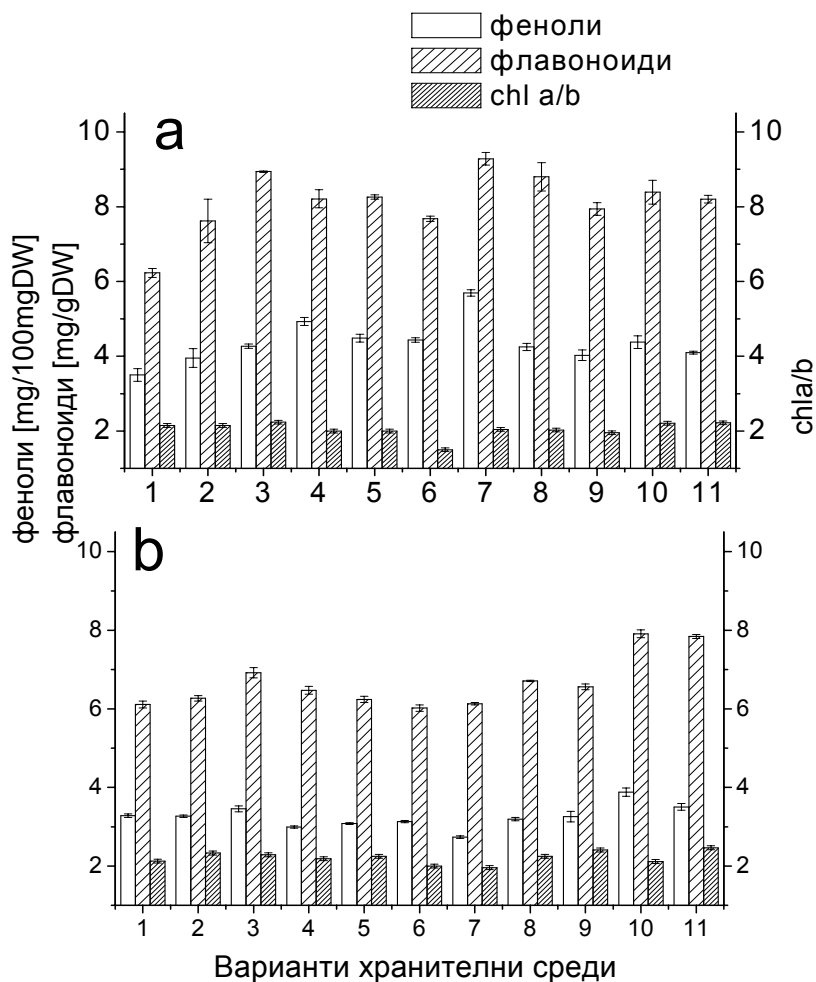 феноли
флавоноиди
chl a/b
a
10
8
6
4
2
10
8
6
4
2
1 2 3 4 5 6 7 8 9 10 11
феноли [mg/100mgDW]
флавоноиди [mg/gDW]
chla/b
b
10
8
6
4
2
10
8
6
4
2
1 2 3 4 5 6 7 8 9 10 11
Варианти хранителни среди